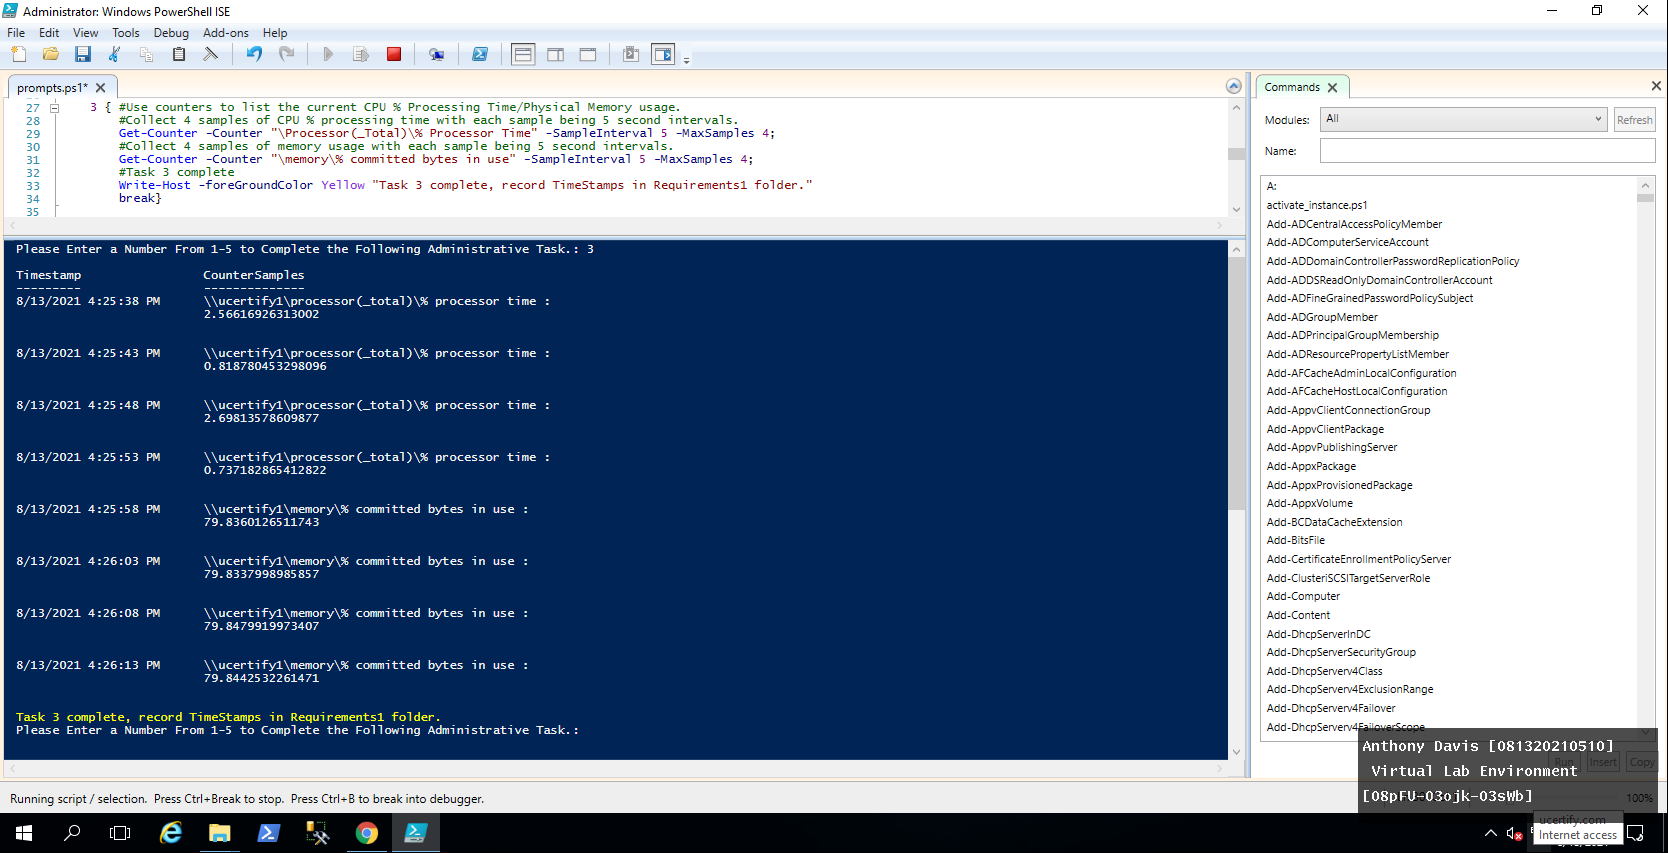 Administrator: Windows PowerShell ISE
File Edit View Tools Debug Add-ons Help
prompts.ps1*
27 3 { #Use counters to list the current CPU % Processing Time/Physical Memory usage.
28 #Collect 4 samples of CPU % processing time with each sample being 5 second intervals.
29 Get-Counter -Counter "\Processor(_Total)\% Processor Time" -SampleInterval 5 -MaxSamples 4;
30 #Collect 4 samples of memory usage with each sample being 5 second intervals.
31 Get-Counter -Counter "\memory\% committed bytes in use" -SampleInterval 5 -MaxSamples 4;
32 #Task 3 complete
33 Write-Host -foreGroundColor Yellow "Task 3 complete, record TimeStamps in Requirements1 folder."
34 break}
35
Please Enter a Number From 1-5 to Complete the Following Administrative Task.: 3
Timestamp CounterSamples
--------- --------------
8/13/2021 4:25:38 PM \\ucertify1\processor(_total)\% processor time :
2.56616926313002
8/13/2021 4:25:43 PM \\ucertify1\processor(_total)\% processor time :
0.818780453298096
8/13/2021 4:25:48 PM \\ucertify1\processor(_total)\% processor time :
2.69813578609877
8/13/2021 4:25:53 PM \\ucertify1\processor(_total)\% processor time :
0.737182865412822
8/13/2021 4:25:58 PM \\ucertify1\memory\% committed bytes in use :
79.8360126511743
8/13/2021 4:26:03 PM \\ucertify1\memory\% committed bytes in use :
79.8337998985857
8/13/2021 4:26:08 PM \\ucertify1\memory\% committed bytes in use :
79.8479919973407
8/13/2021 4:26:13 PM \\ucertify1\memory\% committed bytes in use :
79.8442532261471
Task 3 complete, record TimeStamps in Requirements1 folder.
Please Enter a Number From 1-5 to Complete the Following Administrative Task.:
Commands
Modules: All Refresh
Name:
A:
activate_instance.ps1
Add-ADCentralAccessPolicyMember
Add-ADComputerServiceAccount
Add-ADDomainControllerPasswordReplicationPolicy
Add-ADDSReadOnlyDomainControllerAccount
Add-ADFineGrainedPasswordPolicySubject
Add-ADGroupMember
Add-ADPrincipalGroupMembership
Add-ADResourcePropertyListMember
Add-AFCacheAdminLocalConfiguration
Add-AFCacheHostLocalConfiguration
Add-AppvClientConnectionGroup
Add-AppvClientPackage
Add-AppvPublishingServer
Add-AppxPackage
Add-AppxProvisionedPackage
Add-AppxVolume
Add-BCDataCacheExtension
Add-BitsFile
Add-CertificateEnrollmentPolicyServer
Add-ClusteriSCSITargetServerRole
Add-Computer
Add-Content
Add-DhcpServerInDC
Add-DhcpServerSecurityGroup
Add-DhcpServerv4Class
Add-DhcpServerv4ExclusionRange
Add-DhcpServerv4Failover
Add-DhcpServerv4FailoverScope
Run Insert Copy
Anthony Davis [081320210510]
Virtual Lab Environment
[08pFU-O3ojk-O3sWb]
100%
Running script / selection. Press Ctrl+Break to stop. Press Ctrl+B to break into debugger.
ucertify.com
Internet access